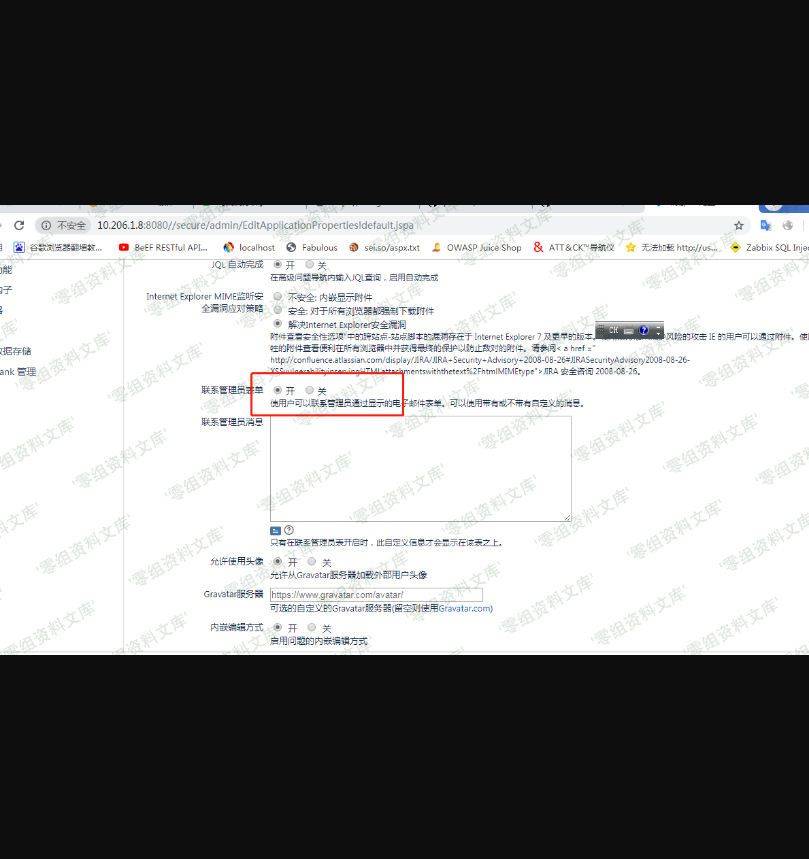 不安全 10.206.1.8:8080//secure/admin/EditApplicationProperties!default.jspa
谷歌浏览器翻墙教... BeEF RESTful API... localhost Fabulous sei.so/aspx.txt OWASP Juice Shop ATT&CK™导航仪 无法加载 http://us... Zabbix SQL Injec
JQL 自动完成 开 关
在高级问题导航内输入JQL查询，启用自动完成
Internet Explorer MIME监听安全漏洞应对策略
不安全: 内嵌显示附件
安全: 对于所有浏览器都强制下载附件
解决Internet Explorer安全漏洞
CH
附件查看安全性选项" 中的跨站点-站点脚本的漏洞存在于 Internet Explorer 7 及更早的版本。 风险的攻击 IE 的用户可以通过附件。使
的附件查看便利在所有浏览器中并获得最终的保护以防止敌对的附件。请参阅< a href ="
http://confluence.atlassian.com/display/JIRA/JIRA+Security+Advisory+2008-08-26#JIRASecurityAdvisory2008-08-26-
XSSvulnerabilityinservingHTMLattachmentswiththetext%2FhtmlMIMEtype">JIRA 安全咨询 2008-08-26。
数据存储
ank 管理
联系管理员表单 开 关
使用户可以联系管理员通过显示的电子邮件表单。可以使用带有或不带有自定义的消息。
联系管理员消息
只有在联系管理员表开启时，此自定义信息才会显示在该表之上。
允许使用头像 开 关
允许从Gravatar服务器加载外部用户头像
Gravatar服务器 https://www.gravatar.com/avatar/
可选的自定义的Gravatar服务器(留空则使用Gravatar.com)
内嵌编辑方式 开 关
启用问题的内嵌编辑方式
'零组资料文库'